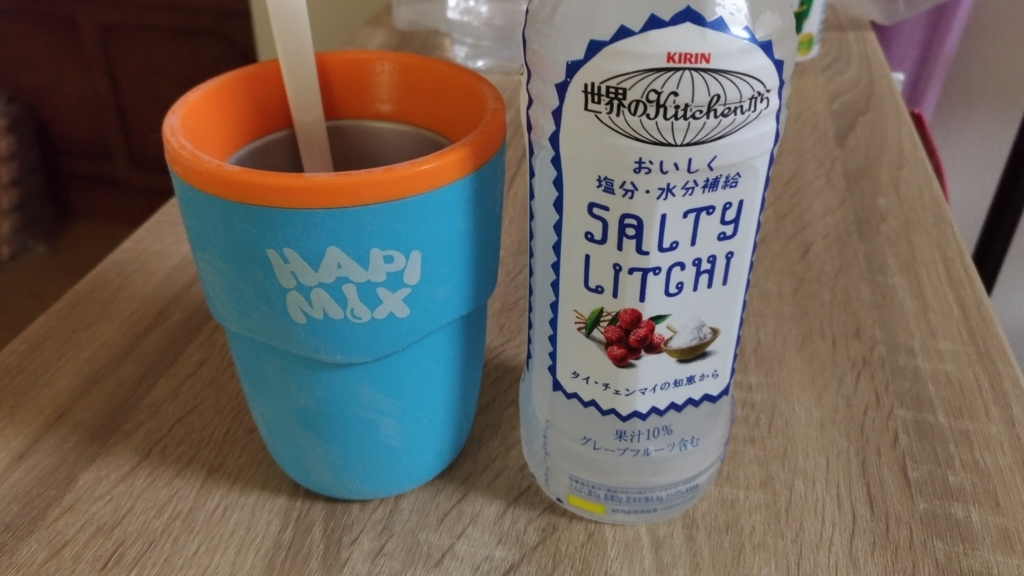 HAPI
MIX
KIRIN
世界のKitchenから
おいしく
塩分・水分補給
SALTY
LITCHI
タイ・チェンマイの知恵から
果汁10%
グレープフルーツ含む